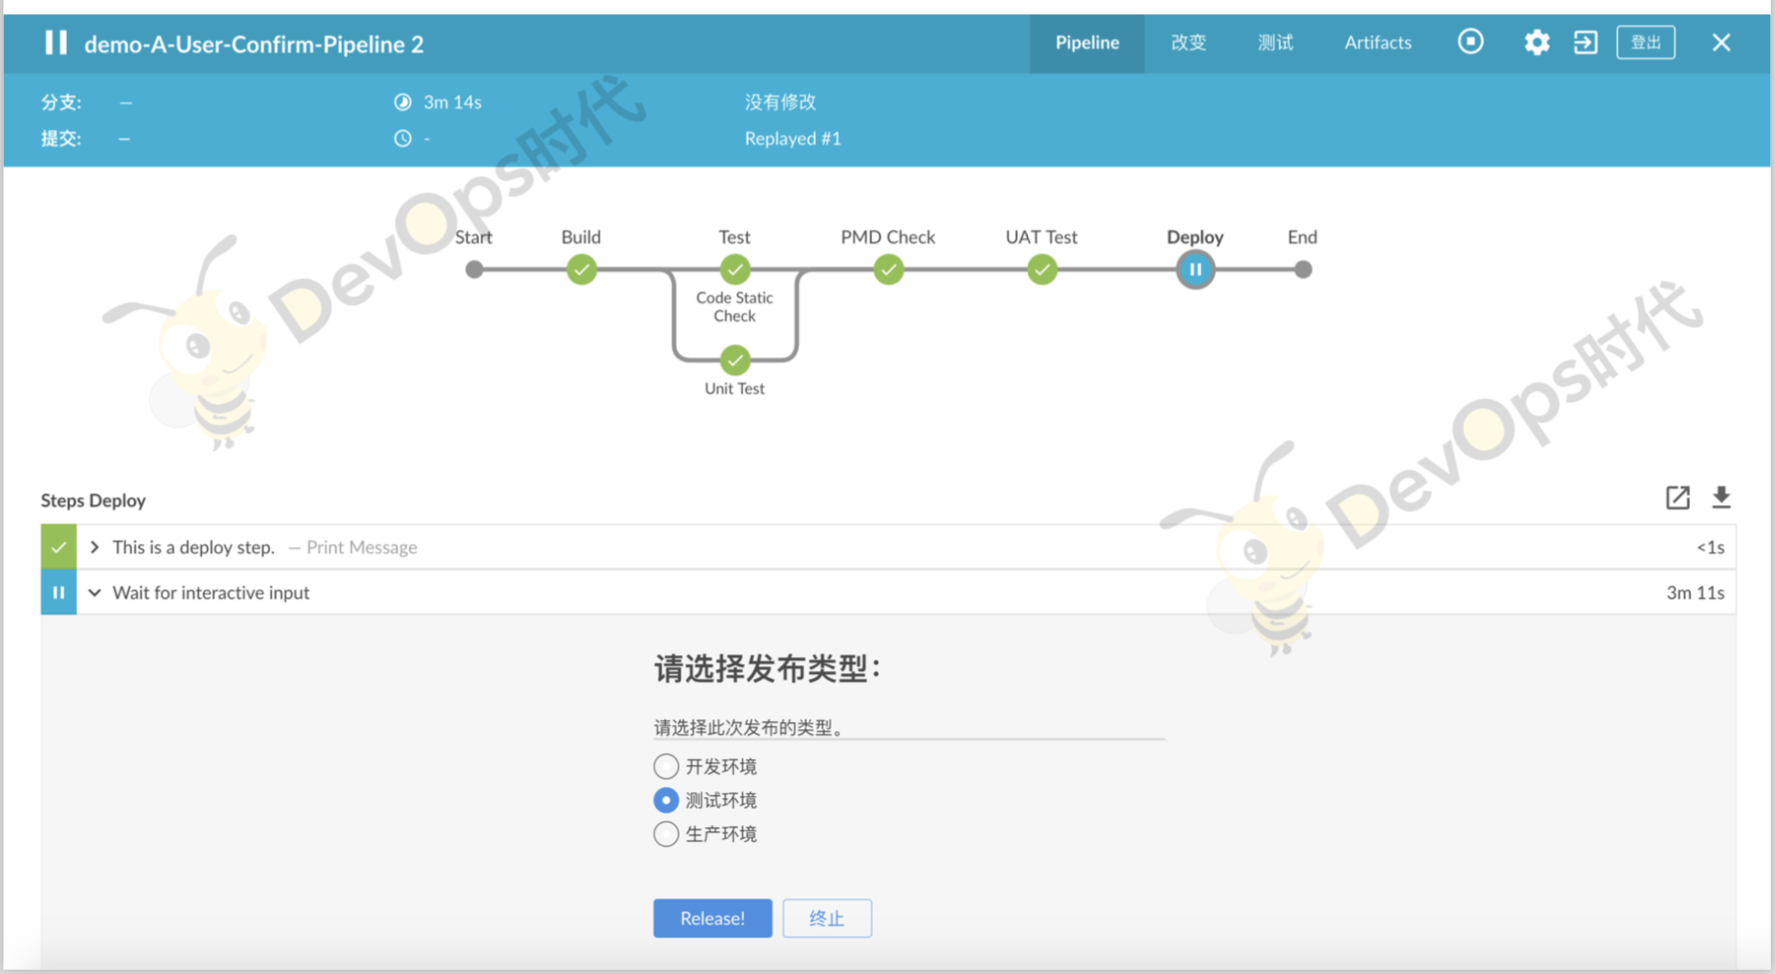 demo-A-User-Confirm-Pipeline 2
Pipeline
改变
测试
Artifacts
登出
分支: —
3m 14s
没有修改
提交: —
-
Replayed #1
DevOps时代
Start
Build
Test
PMD Check
UAT Test
Deploy
End
Code Static
Check
Unit Test
DevOps时代
Steps Deploy
This is a deploy step. — Print Message
<1s
Wait for interactive input
3m 11s
请选择发布类型：
请选择此次发布的类型。
开发环境
测试环境
生产环境
Release!
终止